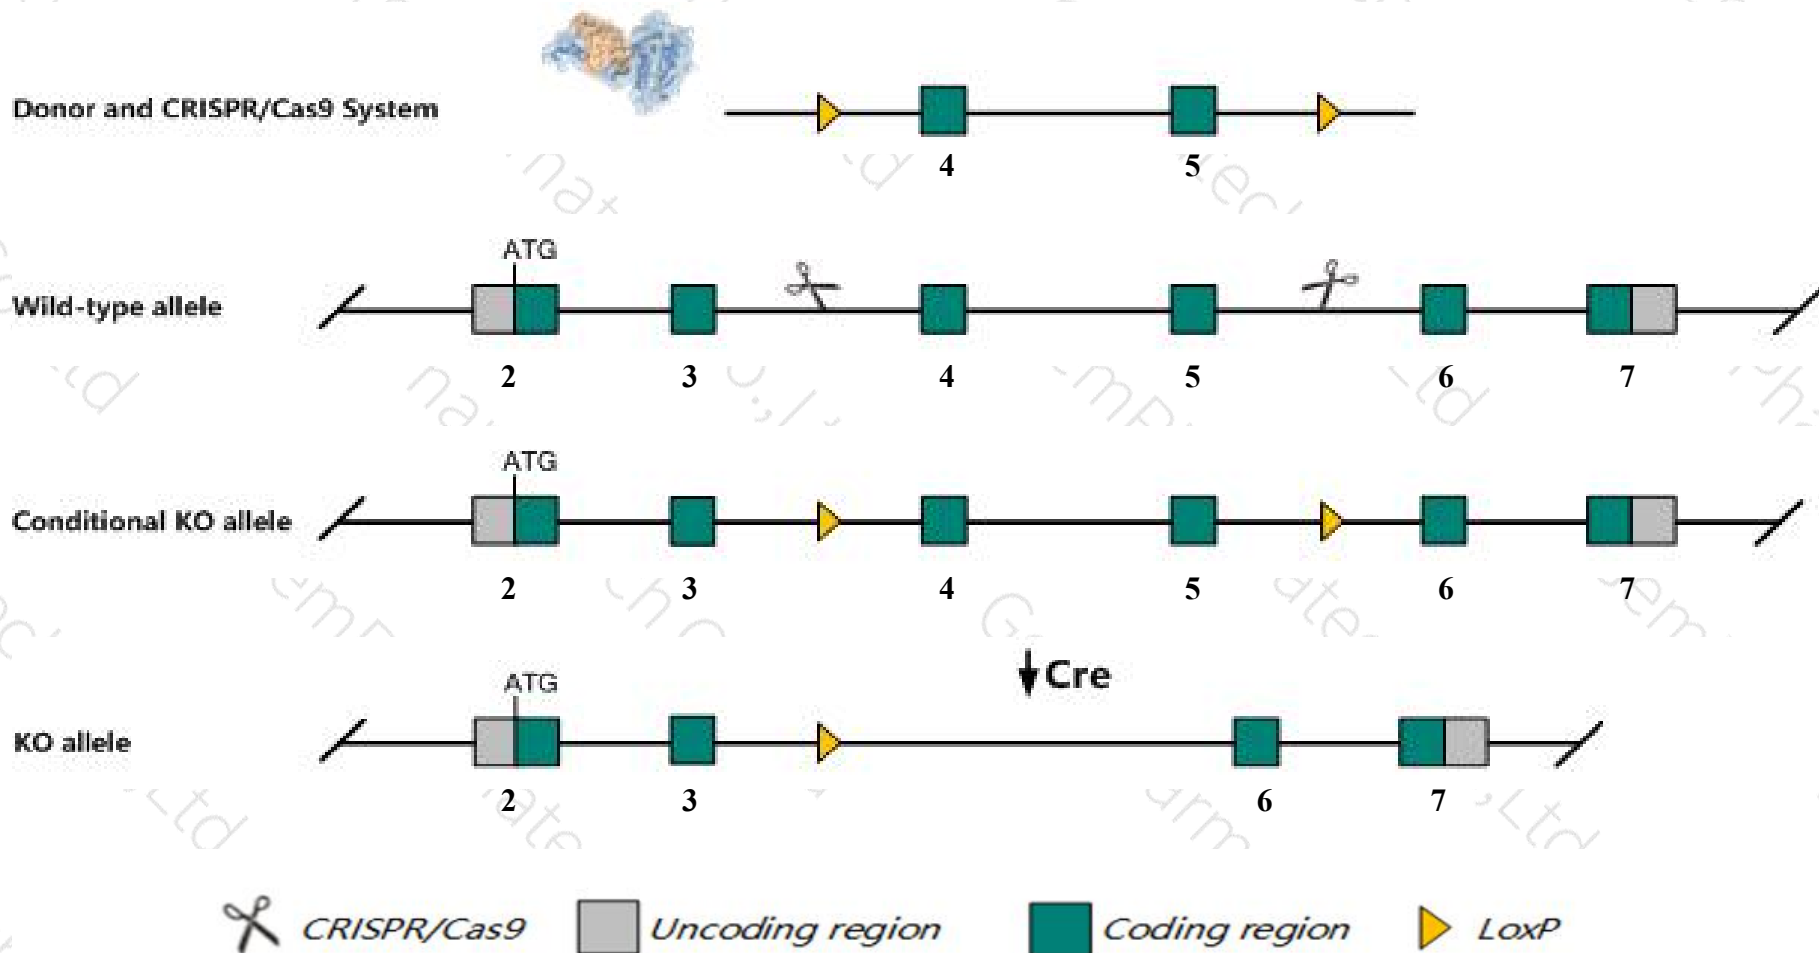 Donor and CRISPR/Cas9 System
4 5
ATG
Wild-type allele
2 3 4 5 6 7
ATG
Conditional KO allele
2 3 4 5 6 7
Cre
ATG
KO allele
2 3 6 7
CRISPR/Cas9 Uncoding region Coding region LoxP